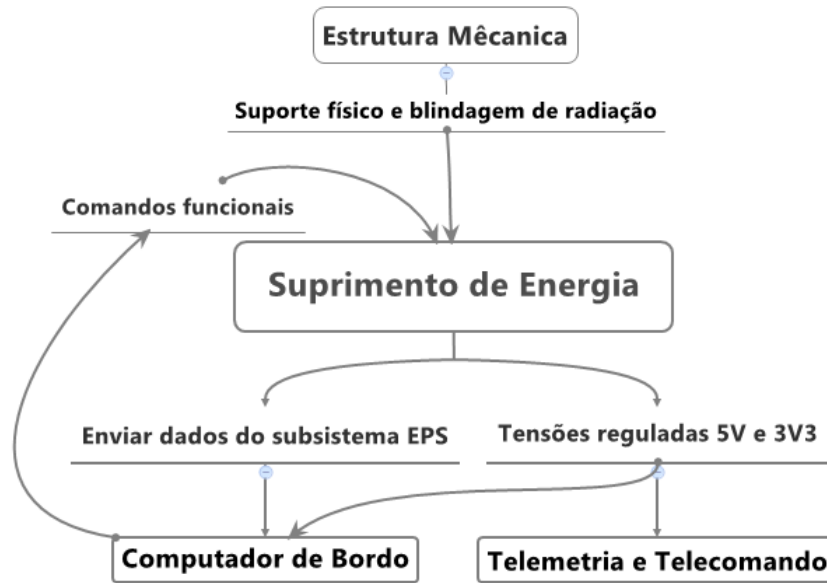 Estrutura Mêcanica
Suporte físico e blindagem de radiação
Comandos funcionais
Suprimento de Energia
Enviar dados do subsistema EPS
Tensões reguladas 5V e 3V3
Computador de Bordo
Telemetria e Telecomando